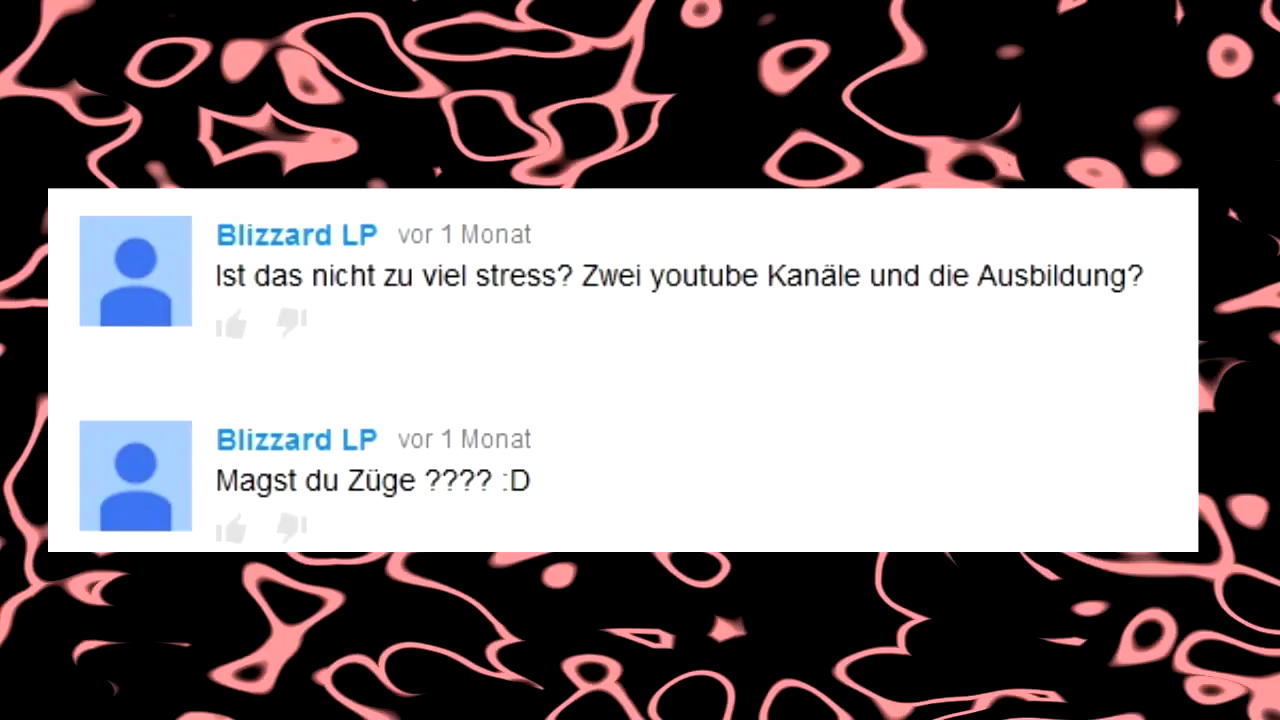 Blizzard LP vor 1 Monat
Ist das nicht zu viel stress? Zwei youtube Kanäle und die Ausbildung?
Blizzard LP vor 1 Monat
Magst du Züge ???? :D